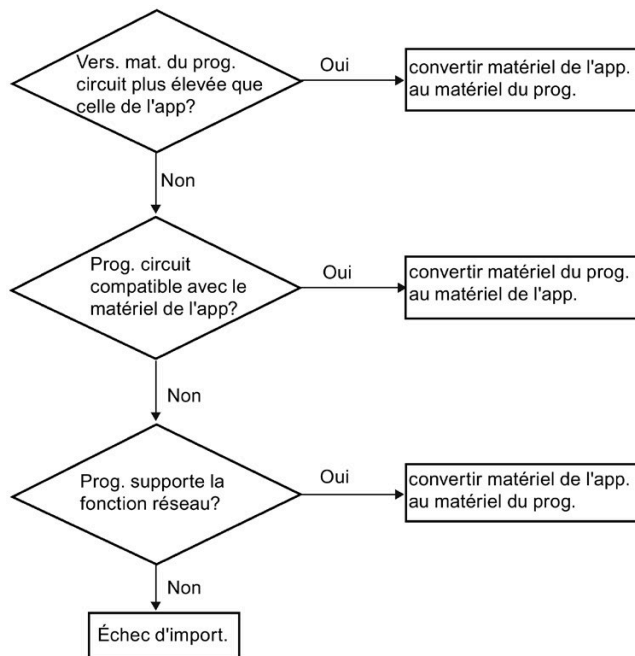 Vers. mat. du prog.
circuit plus élevée que
celle de l'app?
Oui
convertir matériel de l'app.
au matériel du prog.
Non
Prog. circuit
compatible avec le
matériel de l'app?
Oui
convertir matériel du prog.
au matériel de l'app.
Non
Prog. supporte la
fonction réseau?
Oui
convertir matériel de l'app.
au matériel du prog.
Non
Échec d'import.